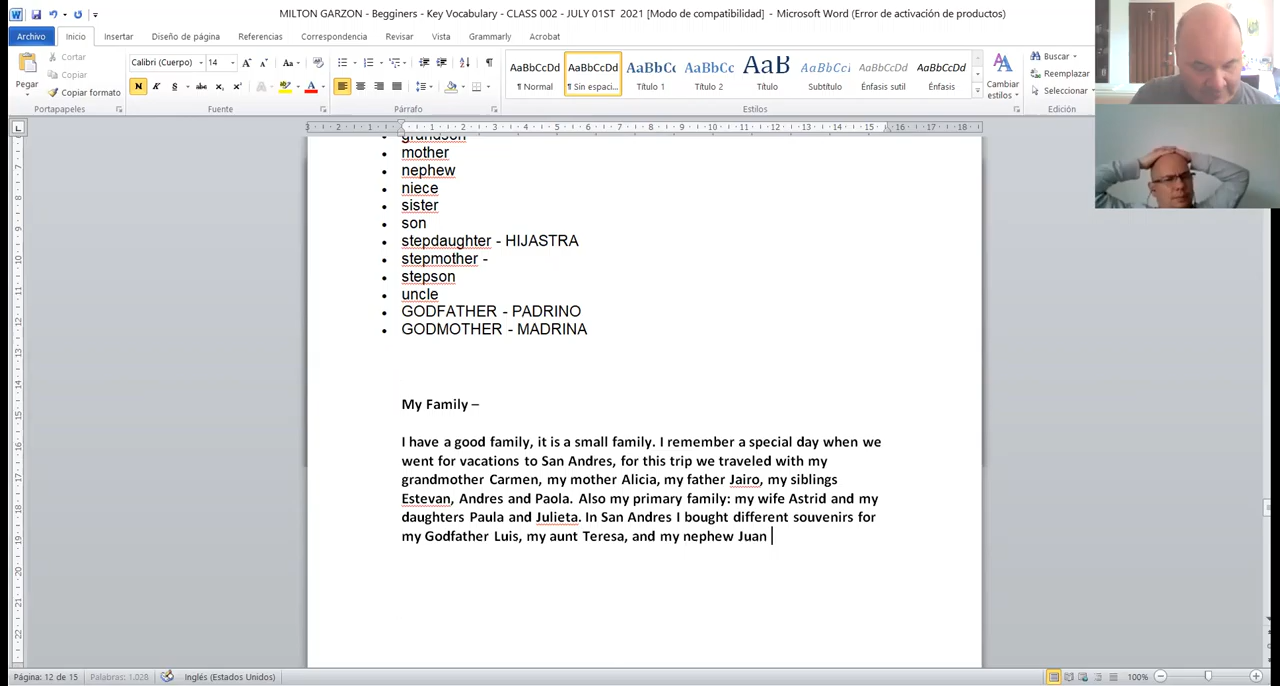 MILTON GARZON - Begginers - Key Vocabulary - CLASS 002 - JULY 01ST 2021 [Modo de compatibilidad] - Microsoft Word (Error de activación de productos)
Archivo Inicio Insertar Diseño de página Referencias Correspondencia Revisar Vista Grammarly Acrobat
Cortar
Copiar
Copiar formato
Pegar
Portapapeles
Calibri (Cuerpo) 14
Fuente
Párrafo
AaBbCcDd AaBbCcDd AaBbCc AaBbCc AaB AaBbCcI AaBbCcDd AaBbCcDd
¶ Normal ¶ Sin espaci... Título 1 Título 2 Título Subtítulo Énfasis sutil Énfasis
Estilos
Cambiar estilos
Buscar
Reemplazar
Seleccionar
Edición
grandson
mother
nephew
niece
sister
son
stepdaughter - HIJASTRA
stepmother -
stepson
uncle
GODFATHER - PADRINO
GODMOTHER - MADRINA
My Family –
I have a good family, it is a small family. I remember a special day when we
went for vacations to San Andres, for this trip we traveled with my
grandmother Carmen, my mother Alicia, my father Jairo, my siblings
Estevan, Andres and Paola. Also my primary family: my wife Astrid and my
daughters Paula and Julieta. In San Andres I bought different souvenirs for
my Godfather Luis, my aunt Teresa, and my nephew Juan
Página: 12 de 15 Palabras: 1.028 Inglés (Estados Unidos) 100%